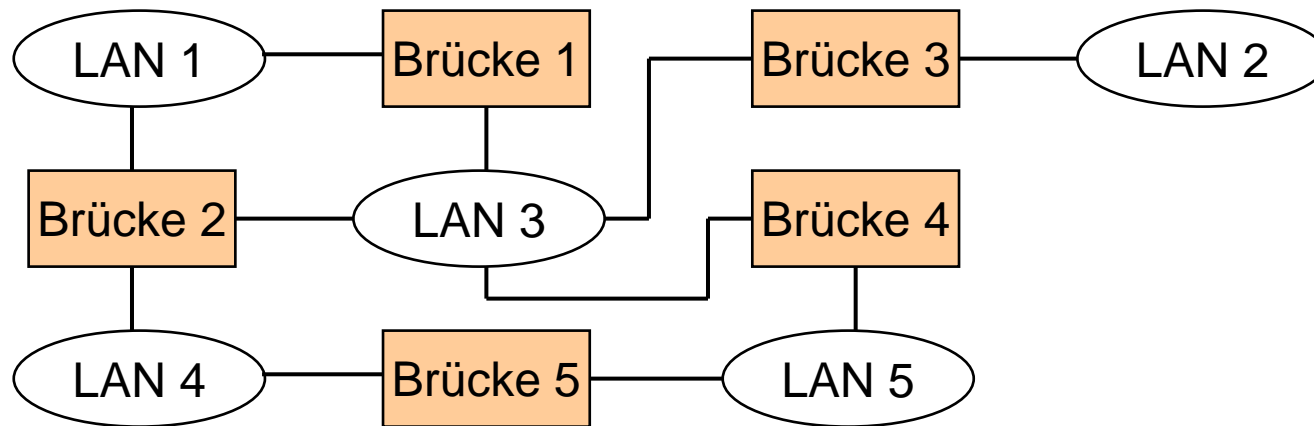 LAN 1
Brücke 1
Brücke 3
LAN 2
Brücke 2
LAN 3
Brücke 4
LAN 4
Brücke 5
LAN 5